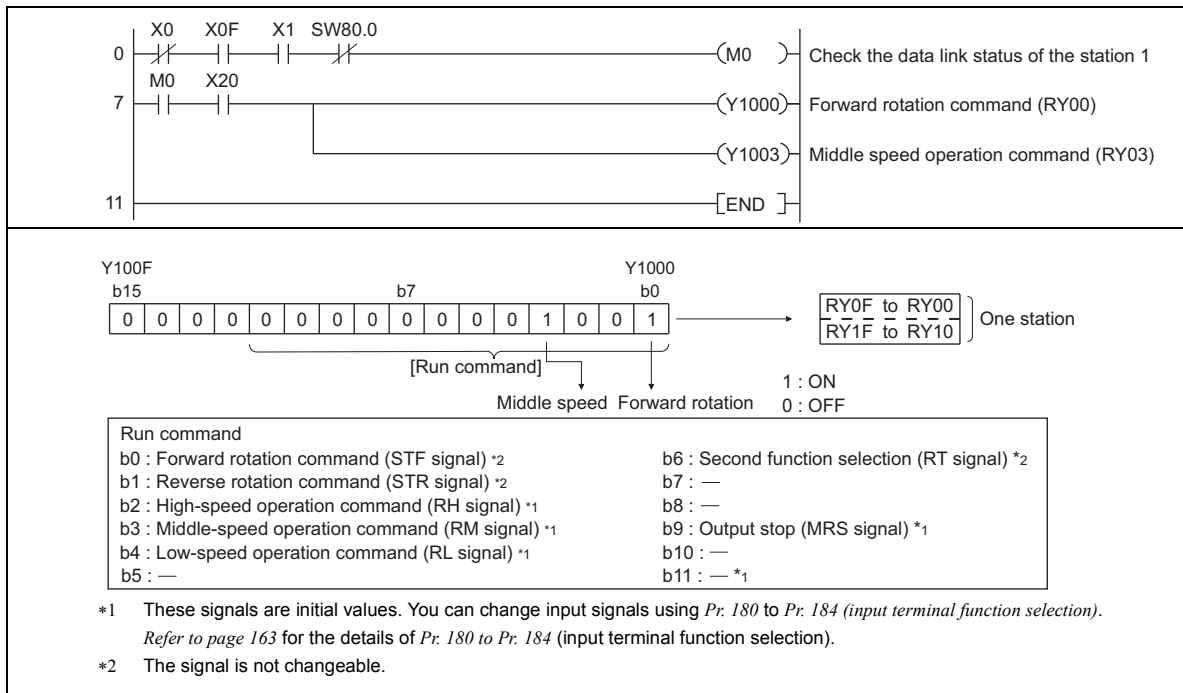 X0 X0F X1 SW80.0
0 (M0 ) Check the data link status of the station 1
M0 X20
7 (Y1000) Forward rotation command (RY00)
(Y1003) Middle speed operation command (RY03)
11 [END ]
Y100F Y1000
b15 b7 b0
0 0 0 0 0 0 0 0 0 0 0 0 1 0 0 1
RY0F to RY00
RY1F to RY10
One station
[Run command]
Middle speed Forward rotation
1 : ON
0 : OFF
Run command
b0 : Forward rotation command (STF signal) *2
b1 : Reverse rotation command (STR signal) *2
b2 : High-speed operation command (RH signal) *1
b3 : Middle-speed operation command (RM signal) *1
b4 : Low-speed operation command (RL signal) *1
b5 : —
b6 : Second function selection (RT signal) *2
b7 : —
b8 : —
b9 : Output stop (MRS signal) *1
b10 : —
b11 : — *1
*1 These signals are initial values. You can change input signals using Pr. 180 to Pr. 184 (input terminal function selection).
Refer to page 163 for the details of Pr. 180 to Pr. 184 (input terminal function selection).
*2 The signal is not changeable.